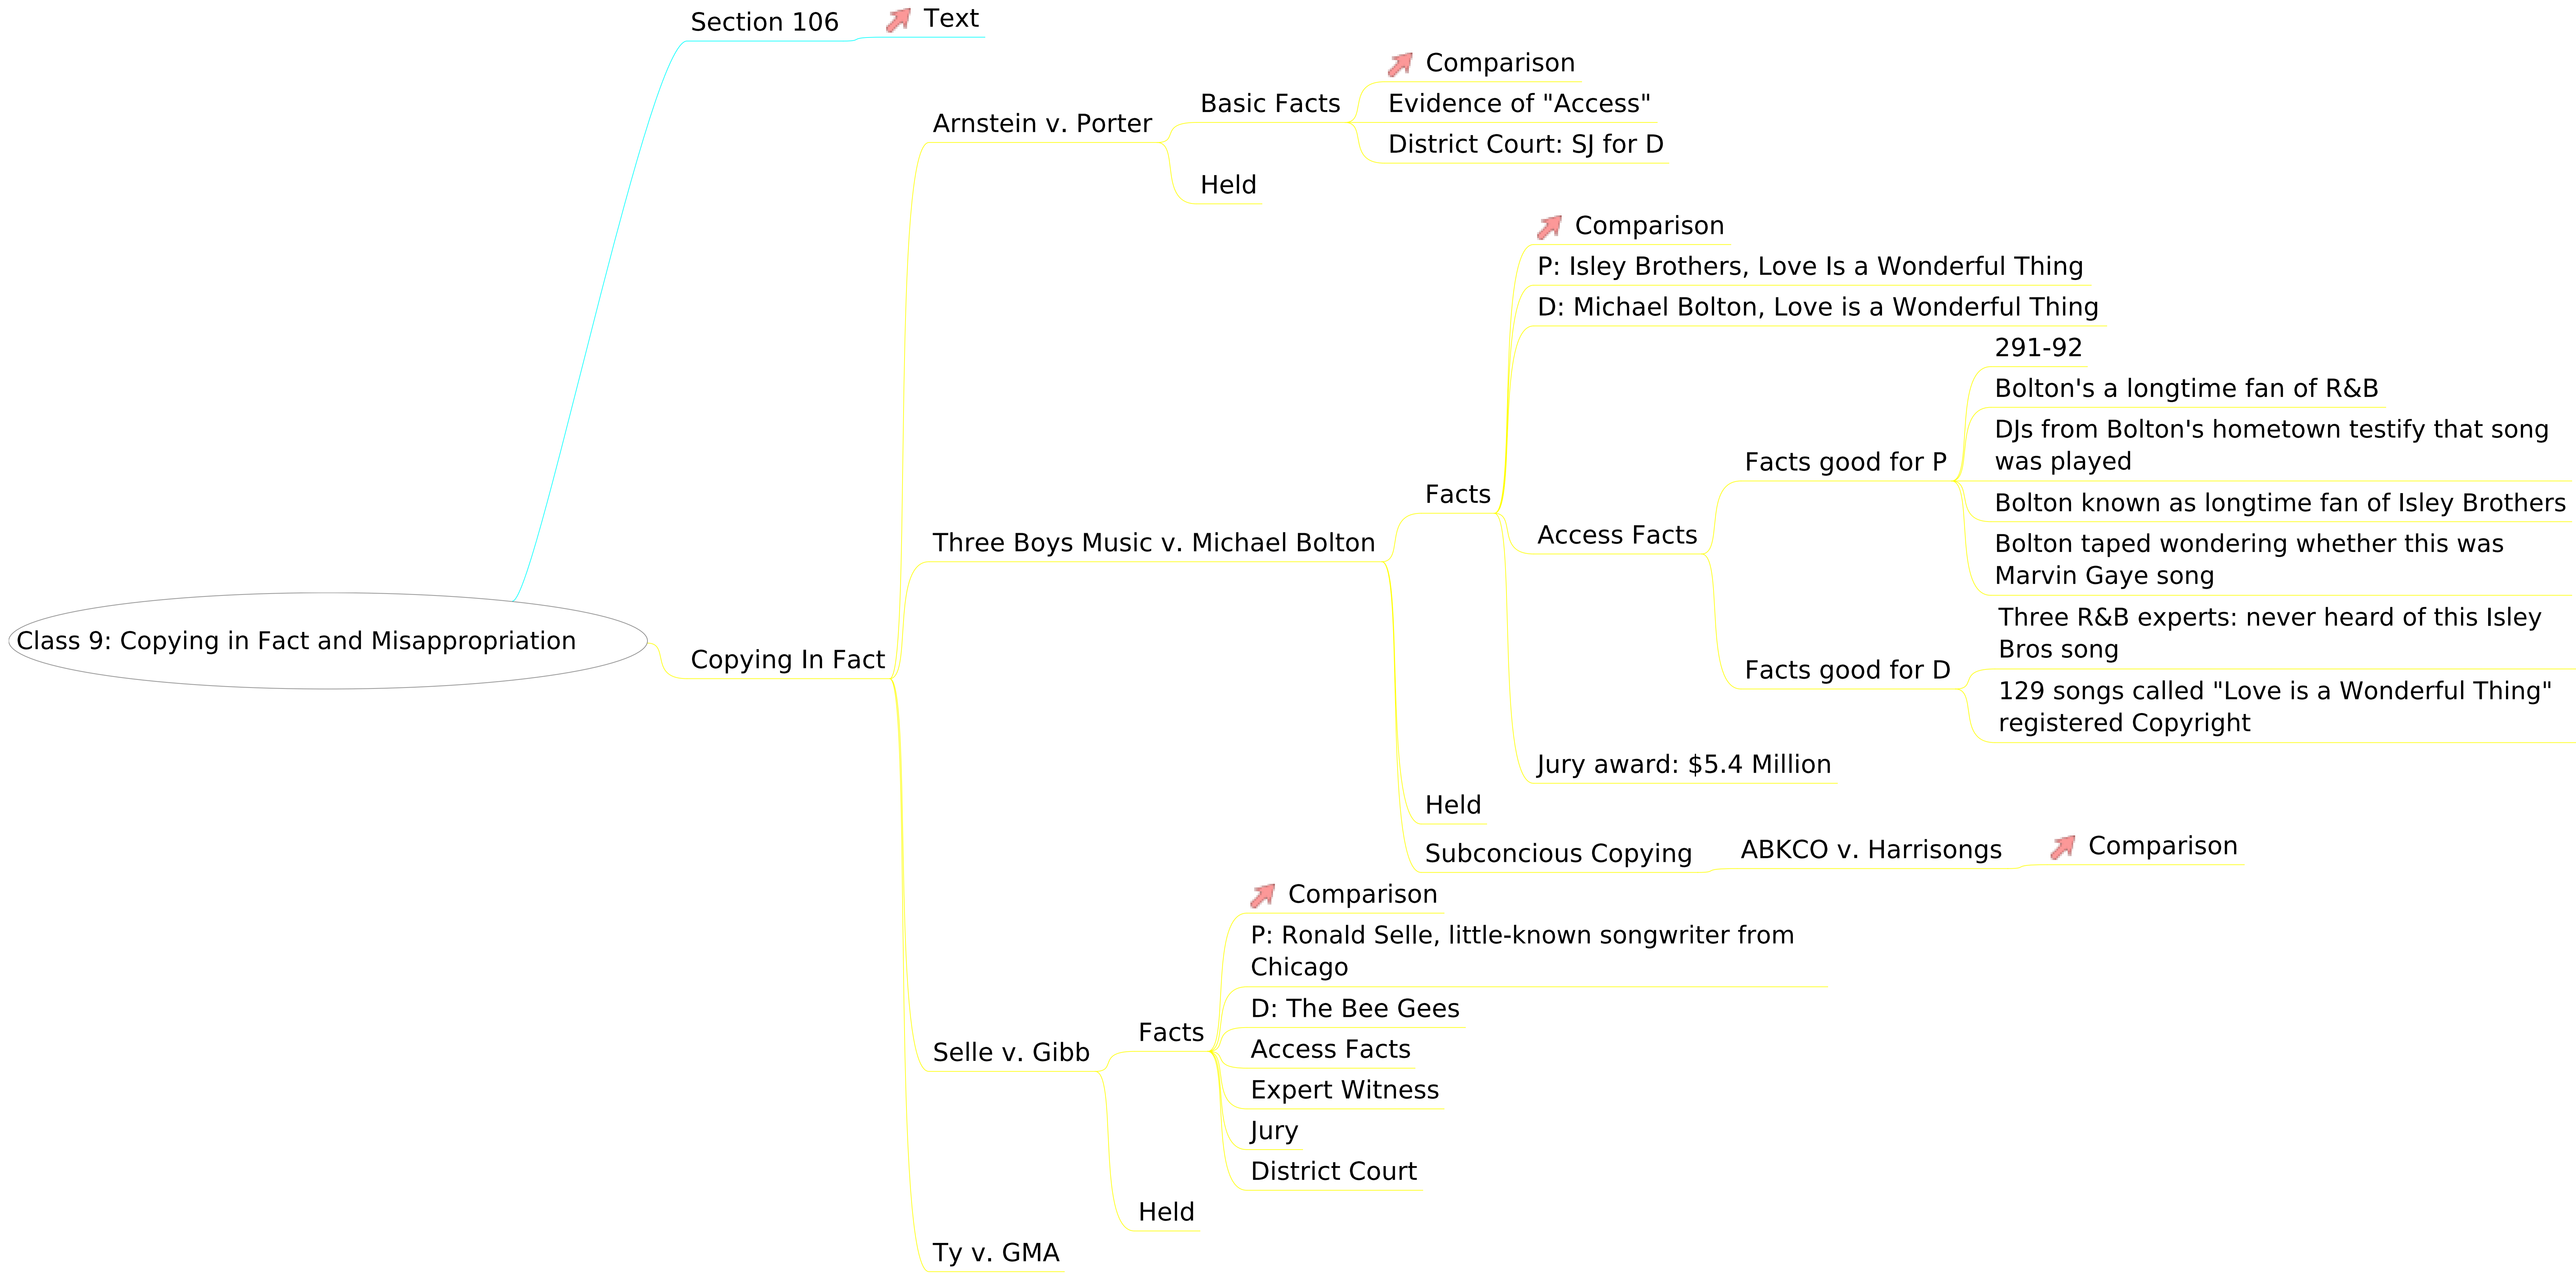 Section 106
Text
Comparison
Basic Facts
Evidence of "Access"
Arnstein v. Porter
District Court: SJ for D
Held
Comparison
P: Isley Brothers, Love Is a Wonderful Thing
D: Michael Bolton, Love is a Wonderful Thing
291-92
Bolton's a longtime fan of R&B
DJs from Bolton's hometown testify that song
was played
Facts good for P
Bolton known as longtime fan of Isley Brothers
Facts
Access Facts
Bolton taped wondering whether this was
Marvin Gaye song
Three Boys Music v. Michael Bolton
Three R&B experts: never heard of this Isley
Bros song
Class 9: Copying in Fact and Misappropriation
Copying In Fact
Facts good for D
129 songs called "Love is a Wonderful Thing"
registered Copyright
Jury award: $5.4 Million
Held
Subconcious Copying
ABKCO v. Harrisongs
Comparison
Comparison
P: Ronald Selle, little-known songwriter from
Chicago
D: The Bee Gees
Facts
Selle v. Gibb
Access Facts
Expert Witness
Jury
District Court
Held
Ty v. GMA